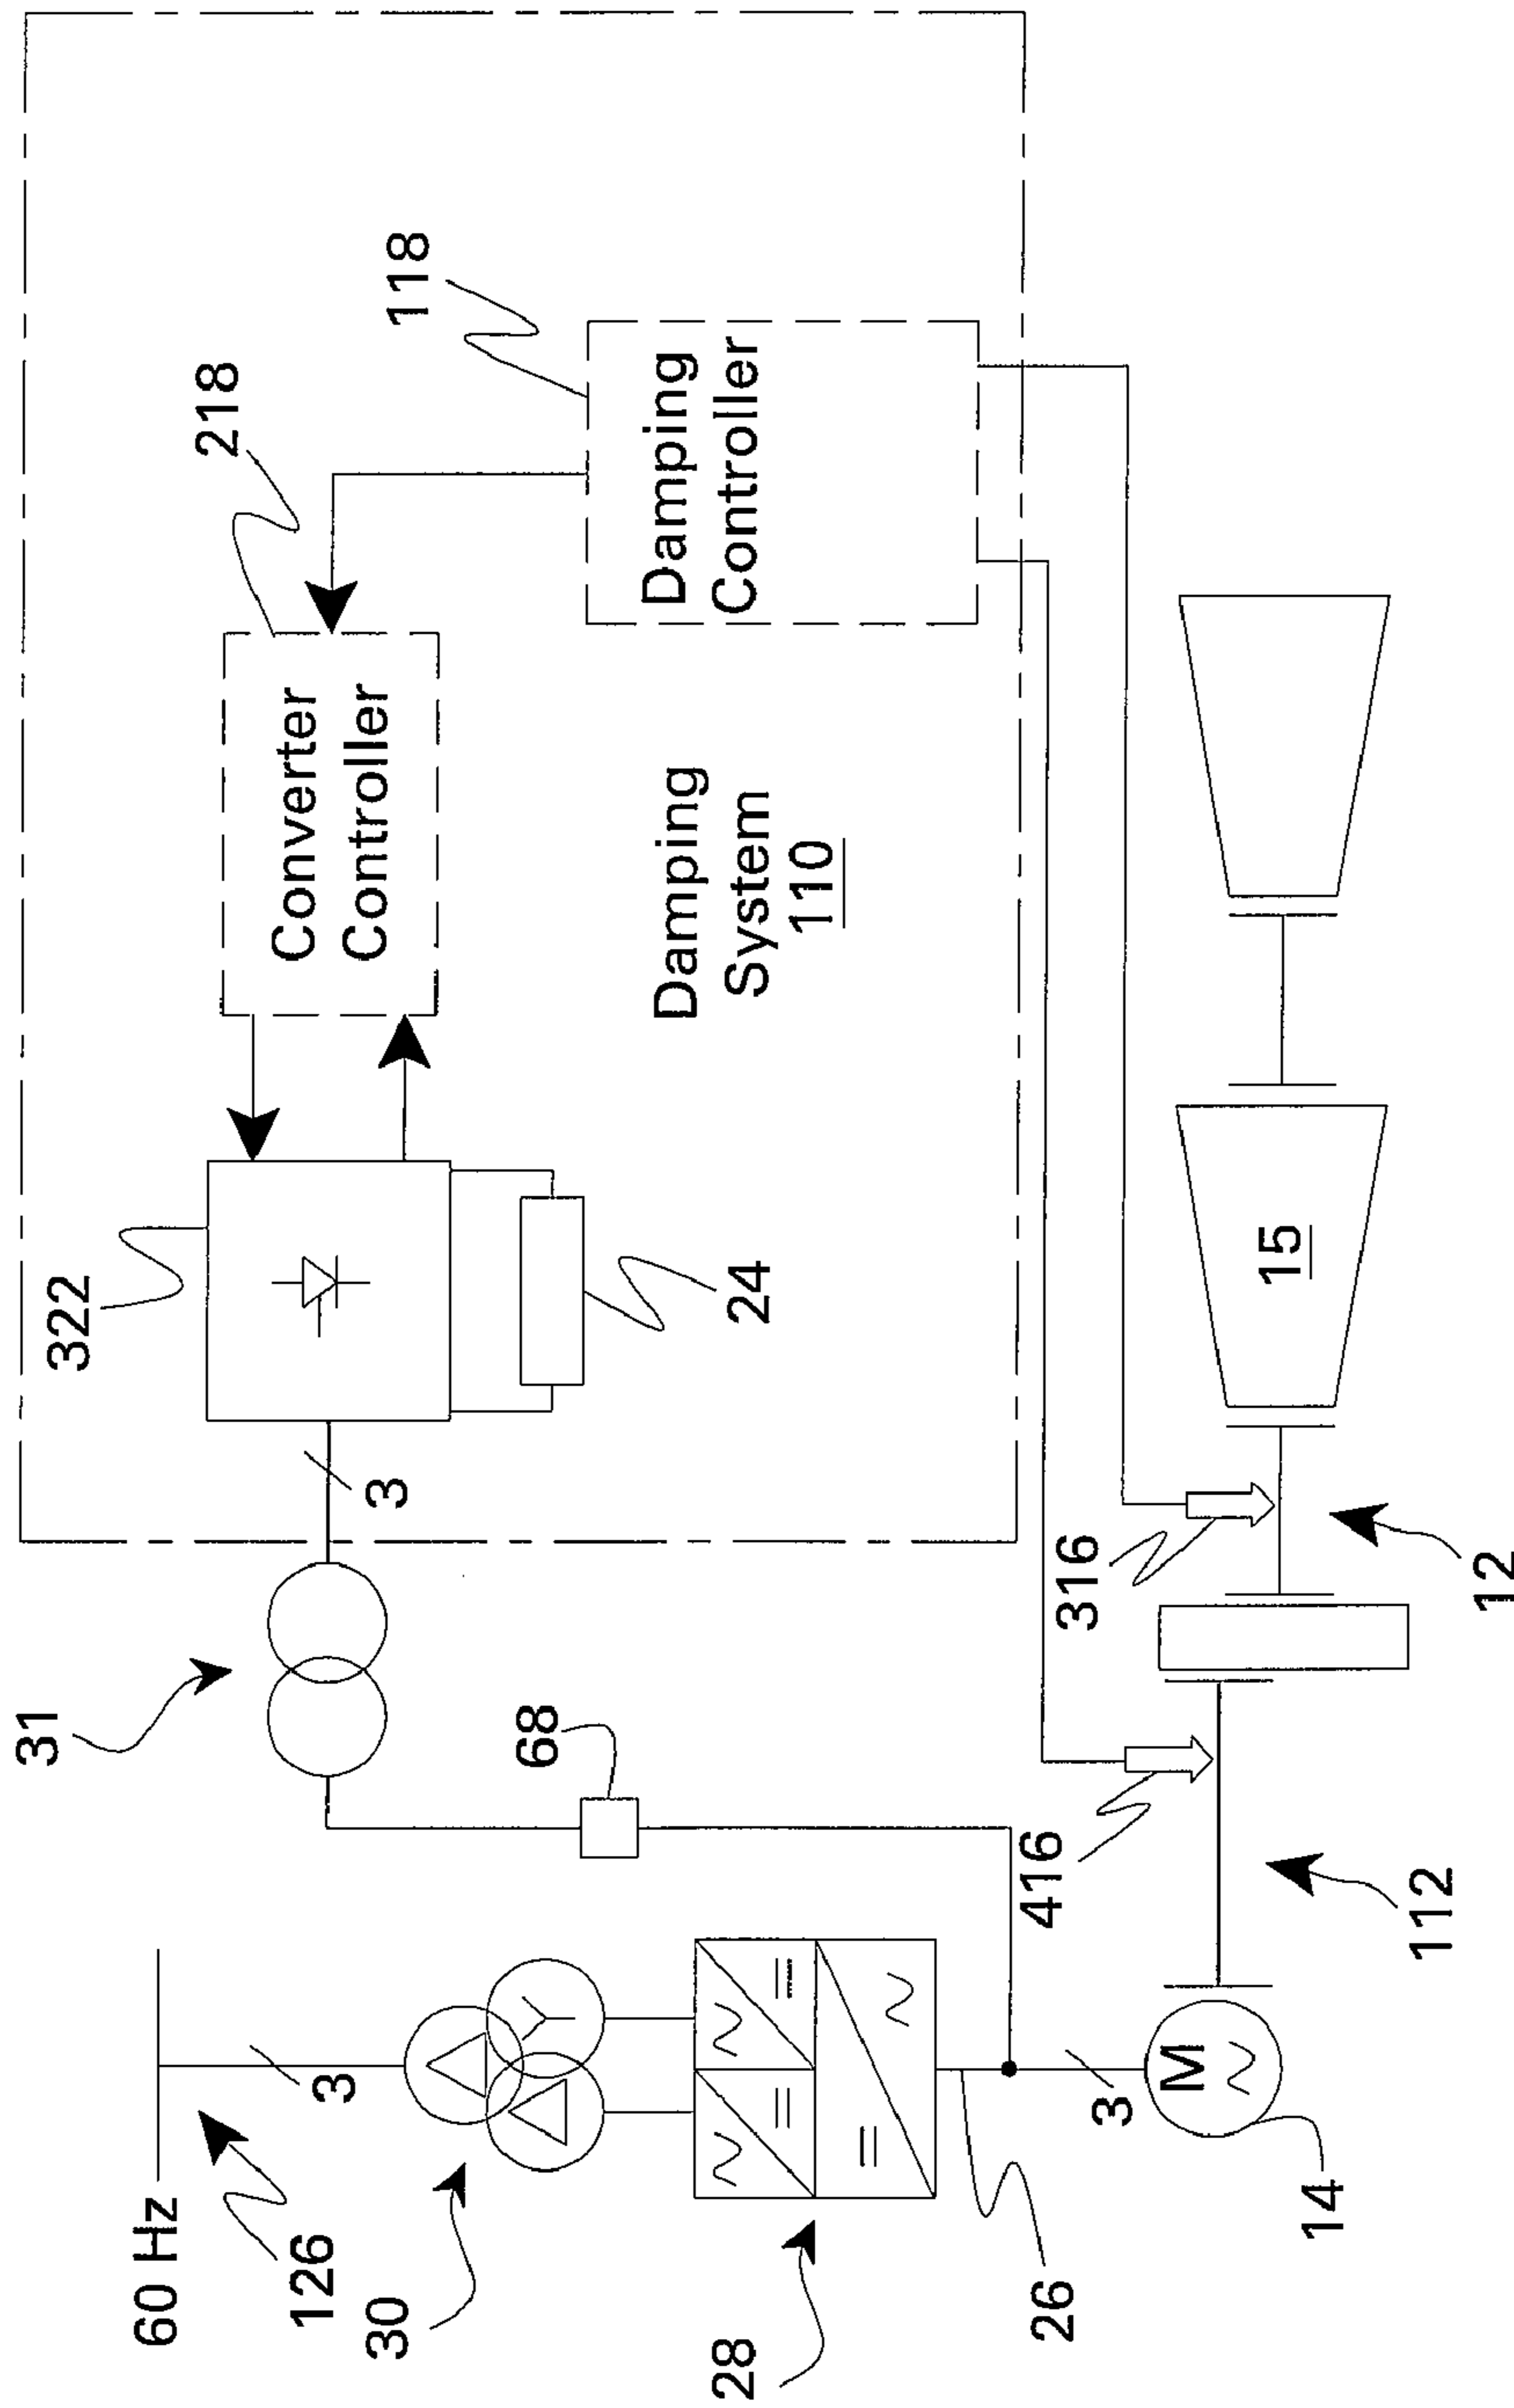 60 Hz
126
3
30
28
26
3
14
31
68
3
322
24
Converter
Controller
218
Damping
Controller
118
Damping
System
110
416
112
316
12
15
M